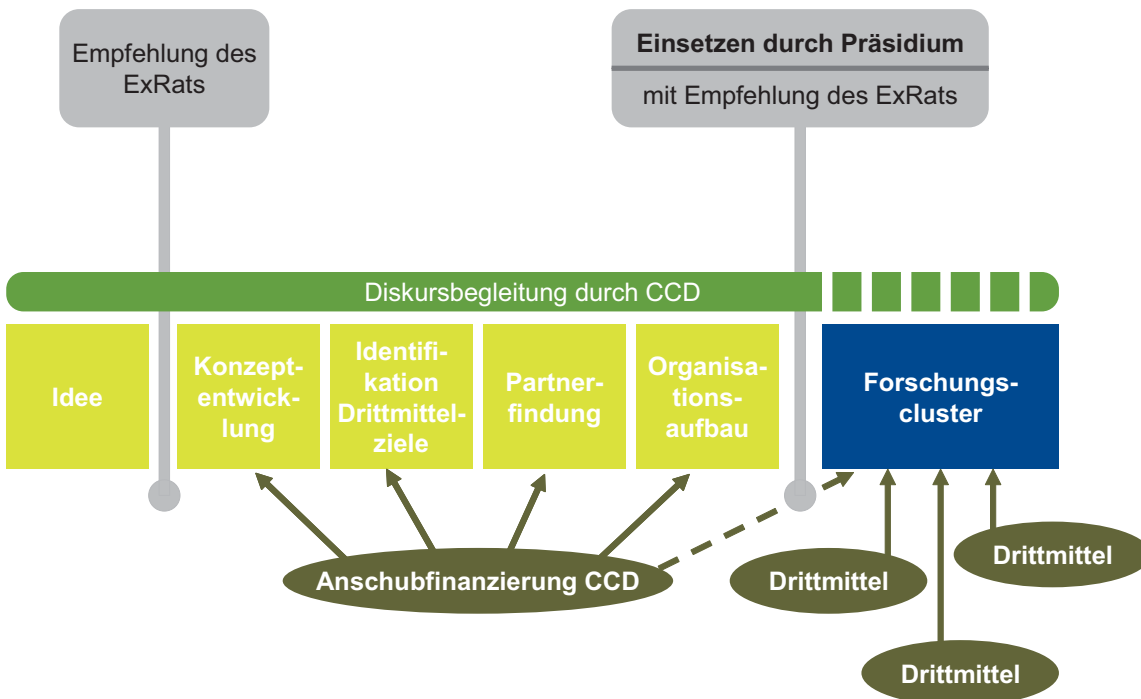 Empfehlung des
ExRats
Einsetzen durch Präsidium
mit Empfehlung des ExRats
Diskursbegleitung durch CCD
Idee
Konzept-
entwick-
lung
Identifi-
kation
Drittmittel-
ziele
Partner-
findung
Organisa-
tions-
aufbau
Forschungs-
cluster
Anschubfinanzierung CCD
Drittmittel
Drittmittel
Drittmittel